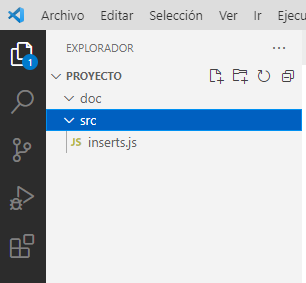 Archivo Editar Selección Ver Ir Ejecu
EXPLORADOR ...
1
PROYECTO
doc
src
JS inserts.js